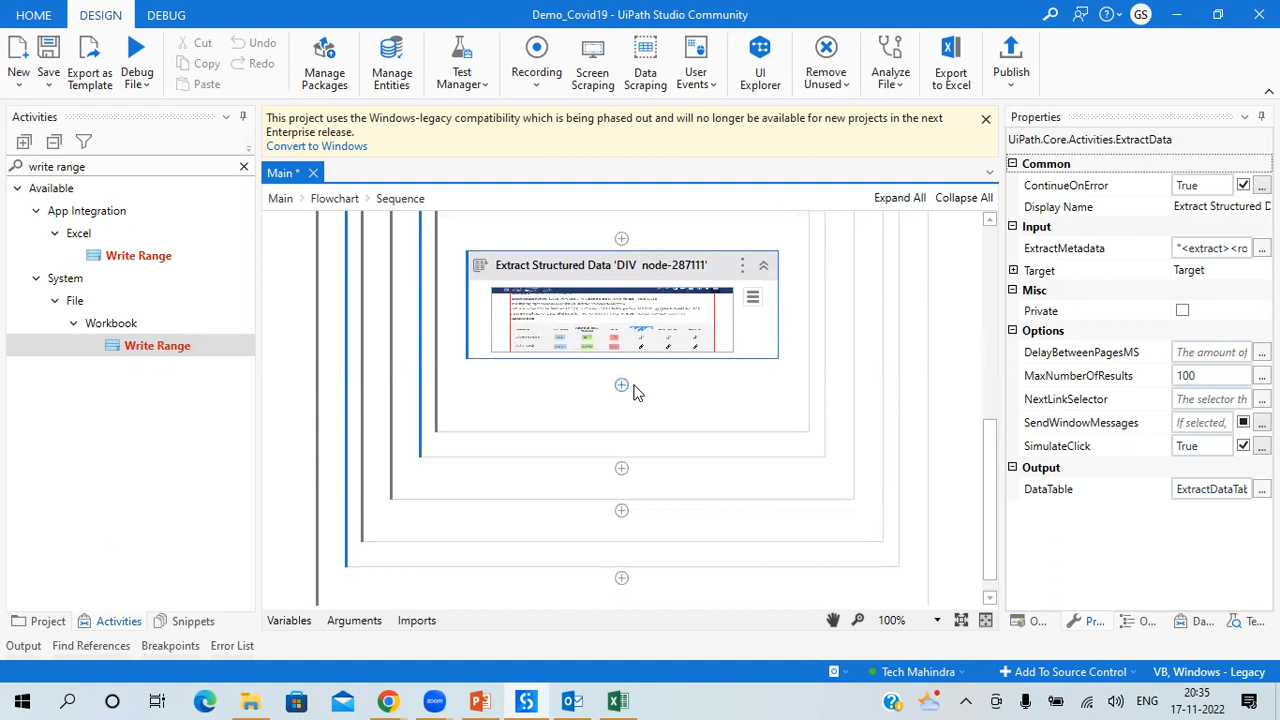 HOME
DESIGN
DEBUG
Demo_Covid19 - UiPath Studio Community
GS
New
Save
Export as Template
Debug File
Cut
Copy
Paste
Undo
Redo
Manage Packages
Manage Entities
Test Manager
Recording
Screen Scraping
Data Scraping
User Events
UI Explorer
Remove Unused
Analyze File
Export to Excel
Publish
Activities
write range
Available
App Integration
Excel
Write Range
System
File
Workbook
Write Range
Project
Activities
Snippets
This project uses the Windows-legacy compatibility which is being phased out and will no longer be available for new projects in the next
Enterprise release.
Convert to Windows
Main *
Main
Flowchart
Sequence
Expand All
Collapse All
Extract Structured Data 'DIV node-287111'
Variables
Arguments
Imports
100%
Properties
UiPath.Core.Activities.ExtractData
Common
ContinueOnError
True
...
Display Name
Extract Structured D
Input
ExtractMetadata
"<extract><ro
...
Target
Target
Misc
Private
Options
DelayBetweenPagesMS
The amount of
...
MaxNumberOfResults
100
...
NextLinkSelector
The selector th
...
SendWindowMessages
If selected,
...
SimulateClick
True
...
Output
DataTable
ExtractDataTab
...
O...
Pr...
O...
Da...
Te...
Output
Find References
Breakpoints
Error List
Tech Mahindra
Add To Source Control
VB, Windows - Legacy
zoom
ENG
20:35
17-11-2022